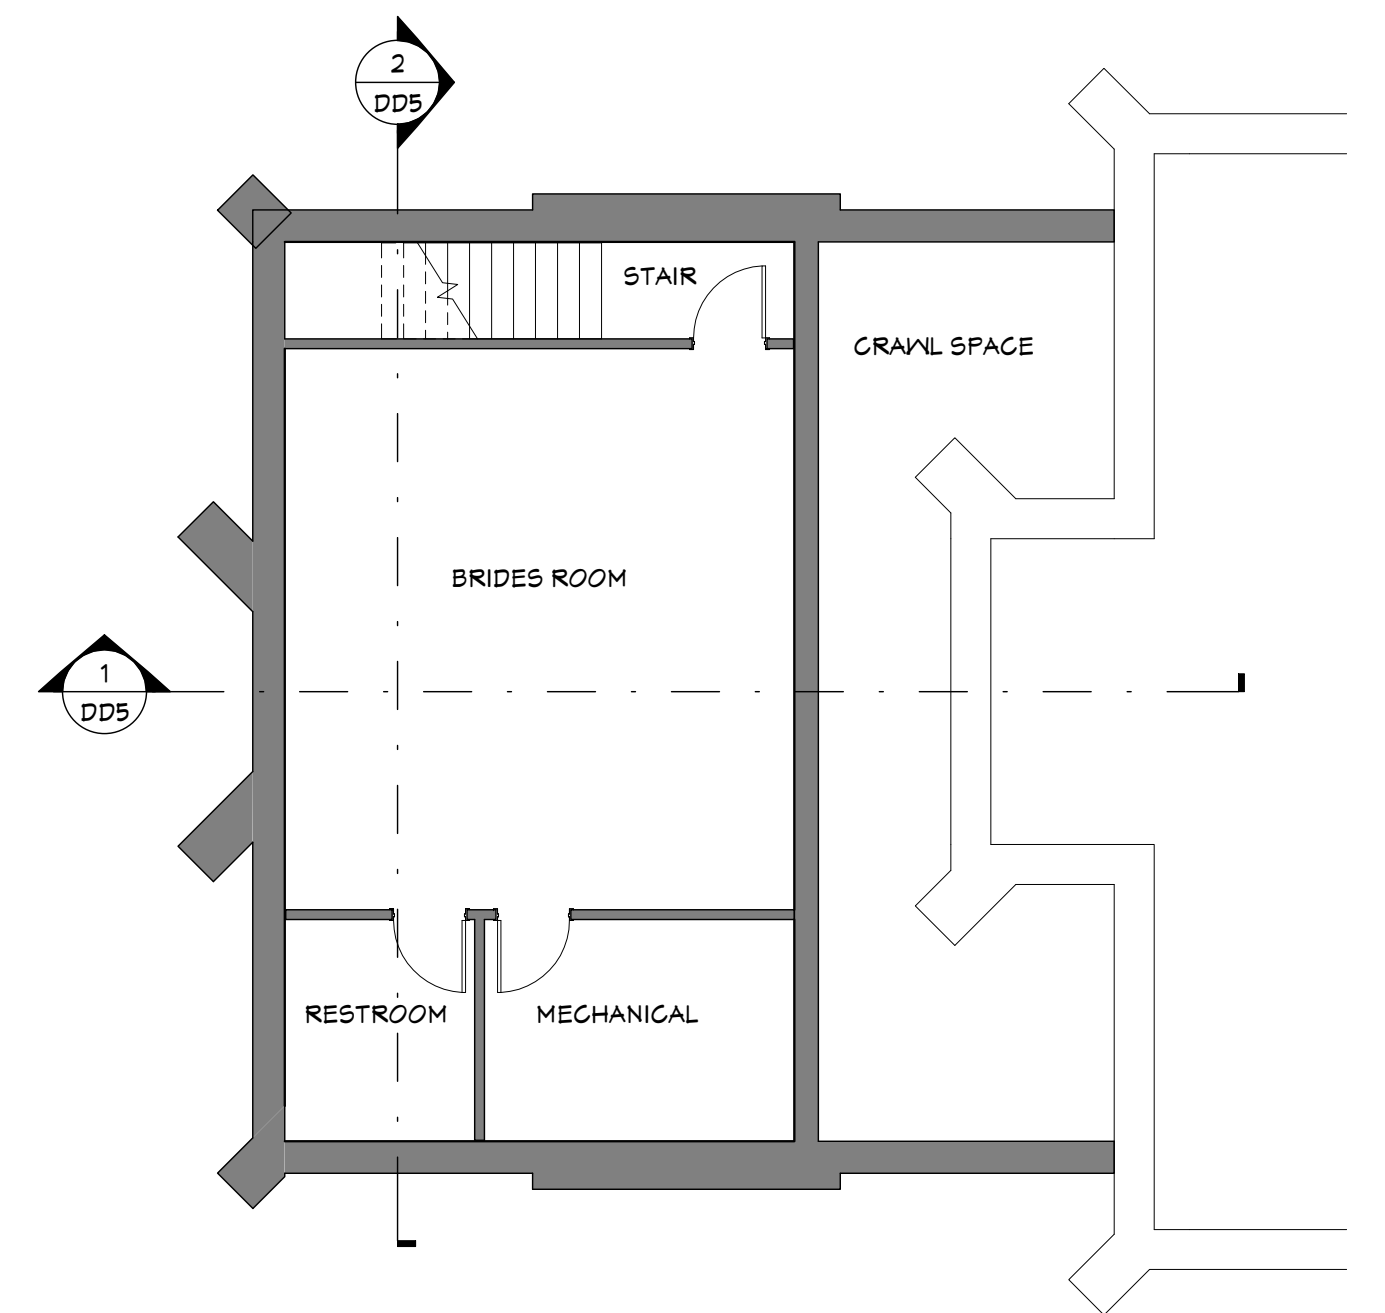 2
DD5
STAIR
CRAWL SPACE
BRIDES ROOM
1
DD5
RESTROOM
MECHANICAL